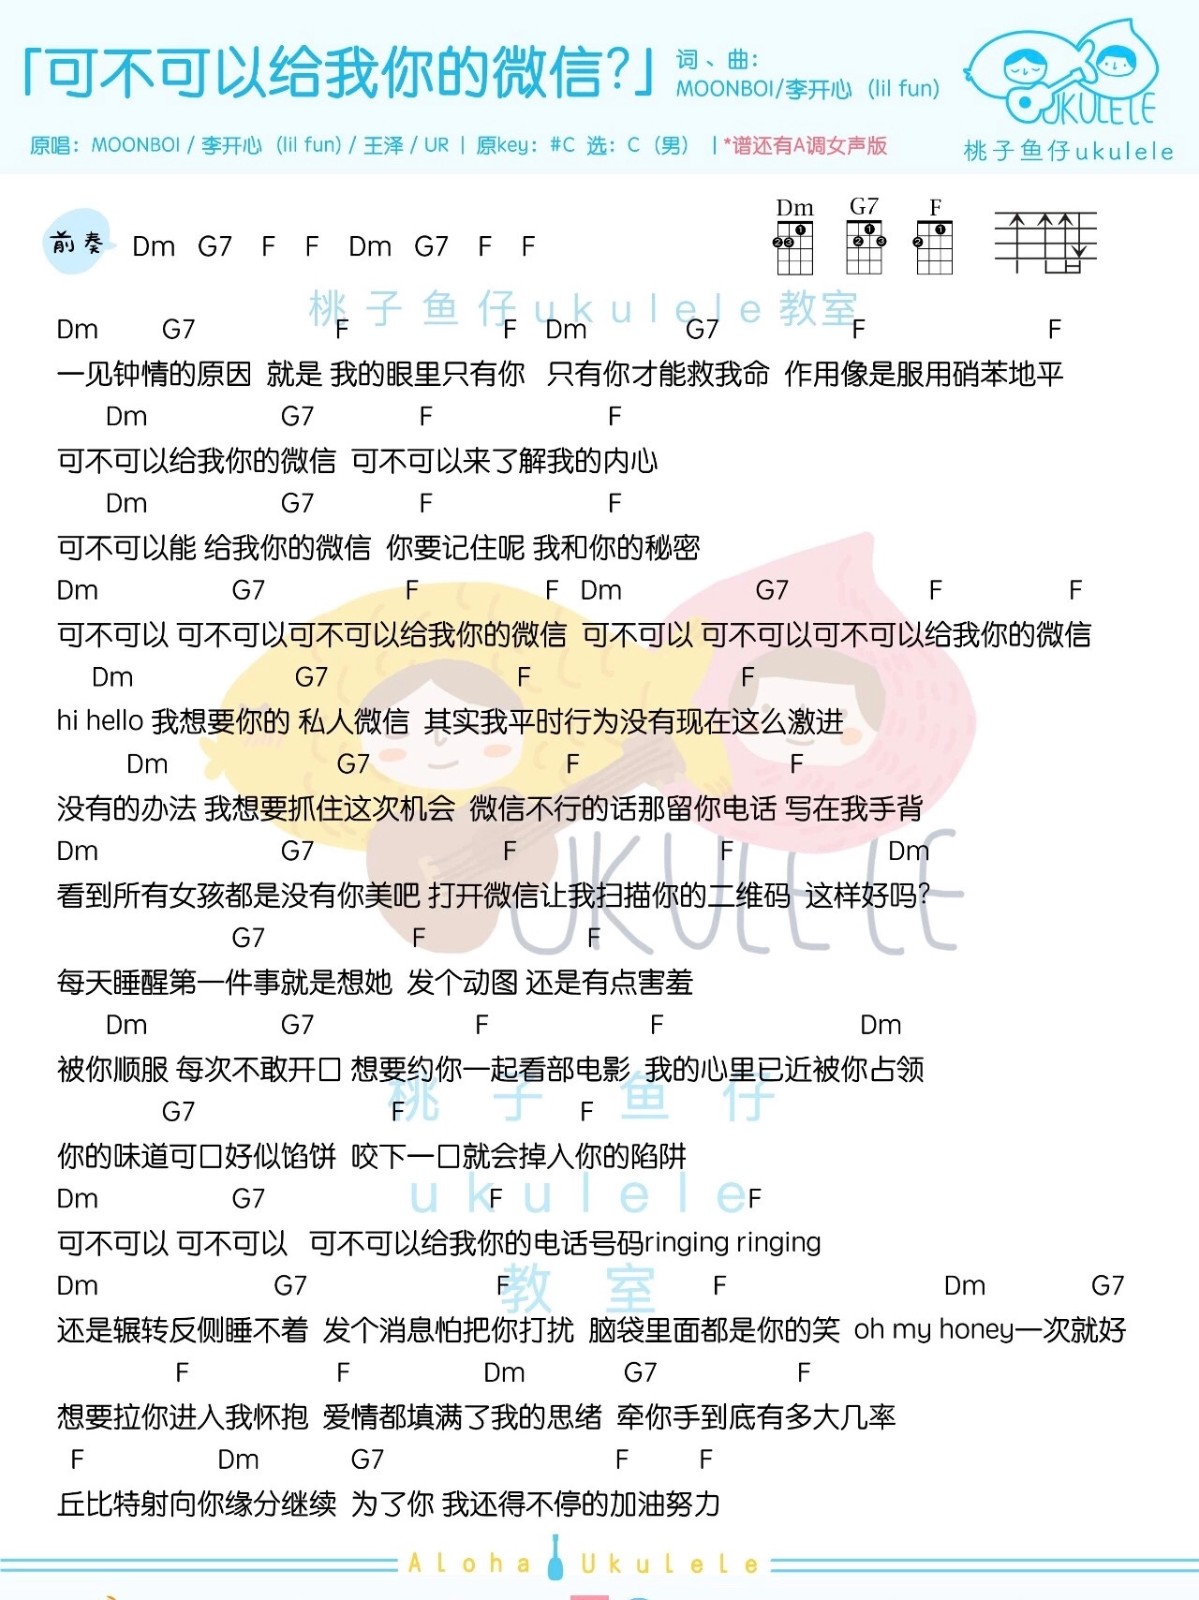 「可不可以给我你的微信?」
词、曲：
MOONBOI/李开心（lil fun）
原唱：MOONBOI / 李开心（lil fun) / 王泽 / UR | 原key：#C 选：C（男） | *谱还有A调女声版
UKULELE
桃子鱼仔ukulele
前奏 Dm G7 F F Dm G7 F F
Dm G7 F
桃子鱼仔ukulele教室
Dm G7 F F Dm G7 F F
一见钟情的原因 就是 我的眼里只有你 只有你才能救我命 作用像是服用硝苯地平
Dm G7 F F
可不可以给我你的微信 可不可以来了解我的内心
Dm G7 F F
可不可以能 给我你的微信 你要记住呢 我和你的秘密
Dm G7 F F Dm G7 F F
可不可以 可不可以可不可以给我你的微信 可不可以 可不可以可不可以给我你的微信
Dm G7 F F
hi hello 我想要你的 私人微信 其实我平时行为没有现在这么激进
Dm G7 F F
没有的办法 我想要抓住这次机会 微信不行的话那留你电话 写在我手背
Dm G7 F F Dm
看到所有女孩都是没有你美吧 打开微信让我扫描你的二维码 这样好吗?
UKULELE
G7 F F
每天睡醒第一件事就是想她 发个动图 还是有点害羞
Dm G7 F F Dm
被你顺服 每次不敢开口 想要约你一起看部电影 我的心里已近被你占领
桃子鱼仔
G7 F F
你的味道可口好似馅饼 咬下一口就会掉入你的陷阱
ukulele
Dm G7 F F
可不可以 可不可以 可不可以给我你的电话号码ringing ringing
教室
Dm G7 F F Dm G7
还是辗转反侧睡不着 发个消息怕把你打扰 脑袋里面都是你的笑 oh my honey一次就好
F F Dm G7 F
想要拉你进入我怀抱 爱情都填满了我的思绪 牵你手到底有多大几率
F Dm G7 F F
丘比特射向你缘分继续 为了你 我还得不停的加油努力
Aloha Ukulele